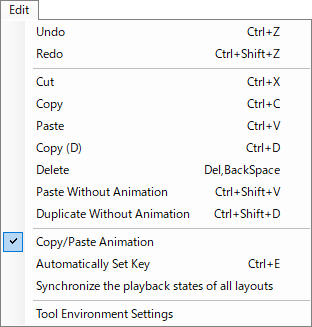 Edit
Undo Ctrl+Z
Redo Ctrl+Shift+Z
Cut Ctrl+X
Copy Ctrl+C
Paste Ctrl+V
Copy (D) Ctrl+D
Delete Del,BackSpace
Paste Without Animation Ctrl+Shift+V
Duplicate Without Animation Ctrl+Shift+D
Copy/Paste Animation
Automatically Set Key Ctrl+E
Synchronize the playback states of all layouts
Tool Environment Settings